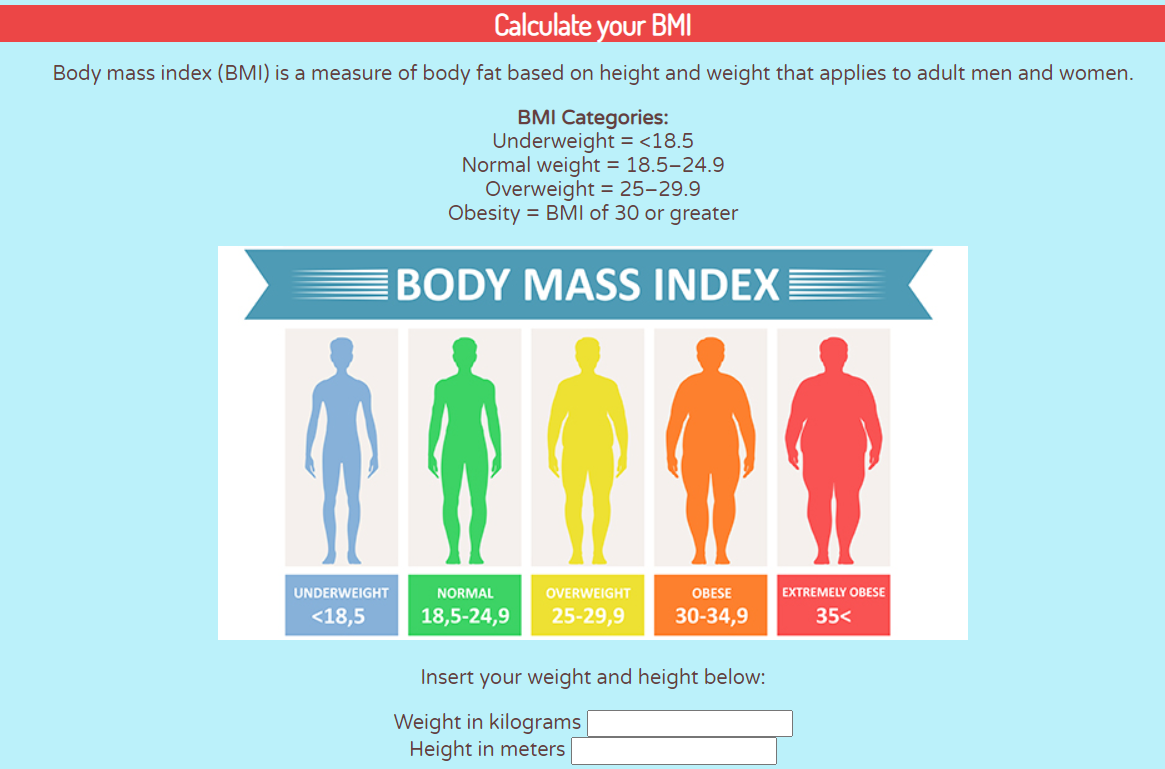 Calculate your BMI
Body mass index (BMI) is a measure of body fat based on height and weight that applies to adult men and women.
BMI Categories:
Underweight = <18.5
Normal weight = 18.5–24.9
Overweight = 25–29.9
Obesity = BMI of 30 or greater
BODY MASS INDEX
UNDERWEIGHT
<18,5
NORMAL
18,5-24,9
OVERWEIGHT
25-29,9
OBESE
30-34,9
EXTREMELY OBESE
35<
Insert your weight and height below:
Weight in kilograms
Height in meters